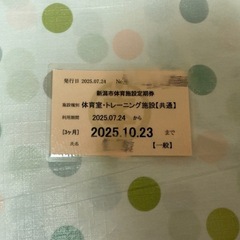 発行日 2025.07.24 No.
新潟市体育施設定期券
施設種別 体育室・トレーニング施設【共通】
利用期間 2025.07.24 から
[3ヶ月] 2025.10.23 まで
氏名 【一般】